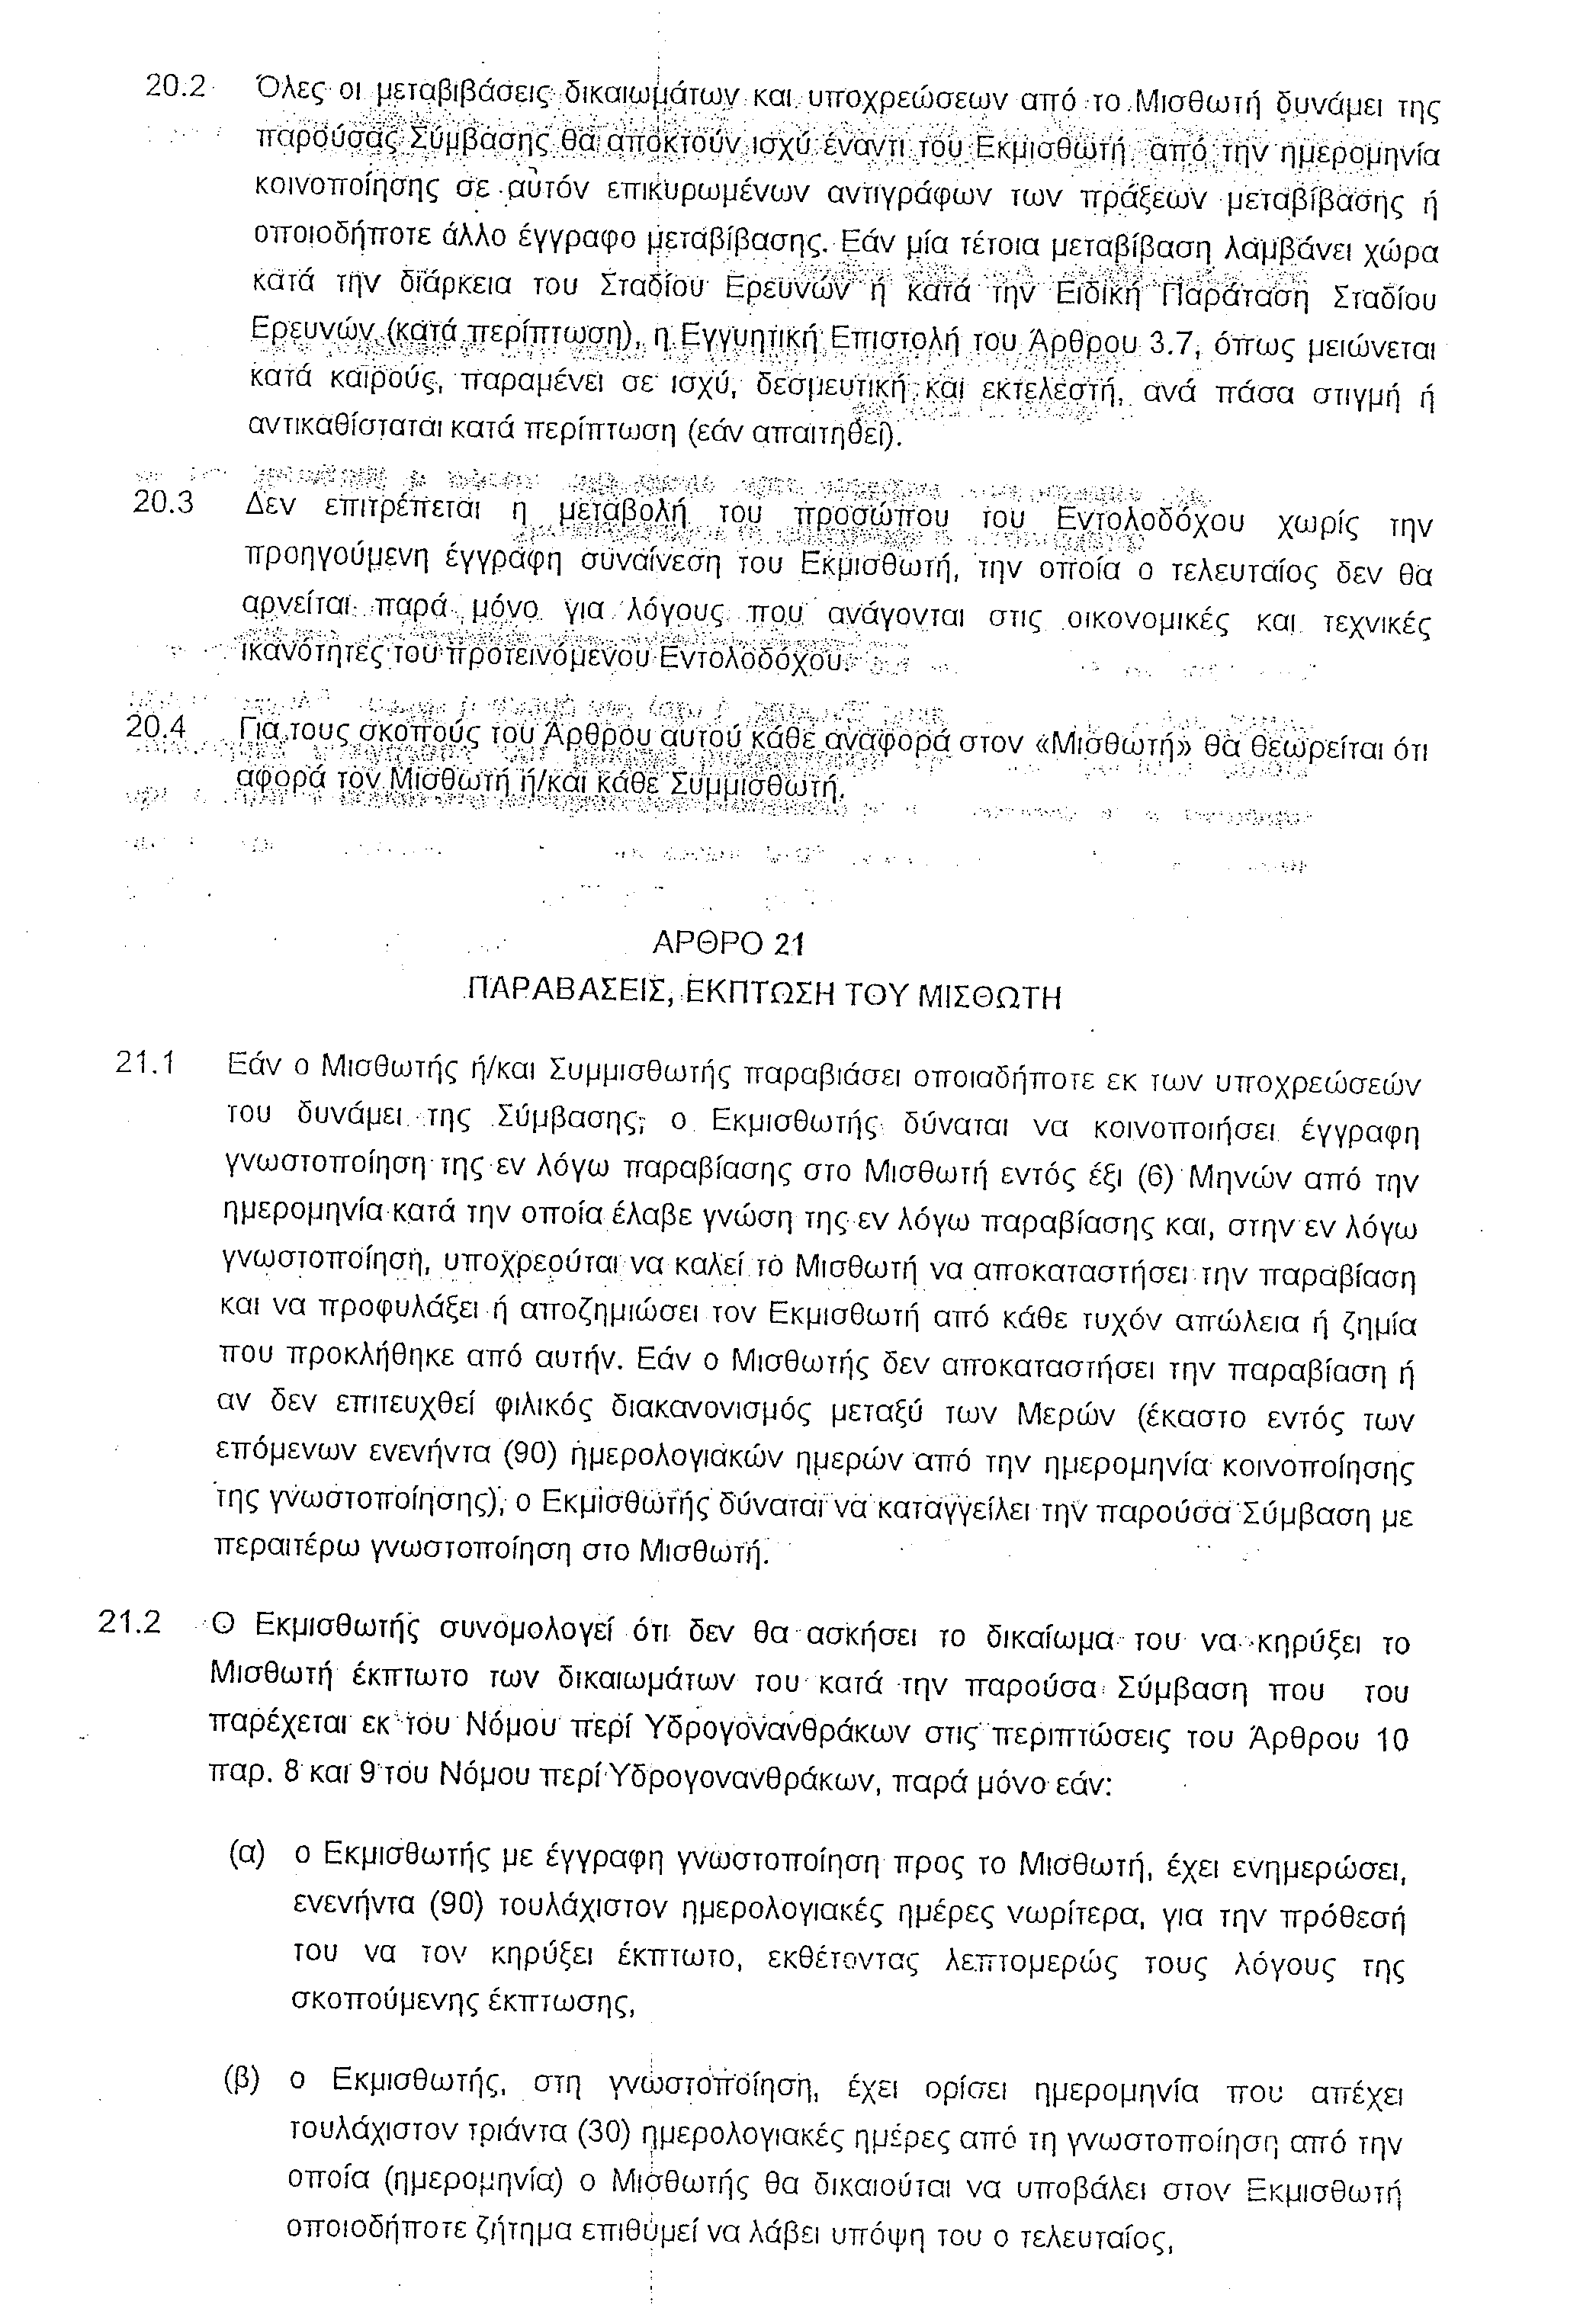 20.2 Όλες οι μεταβιβάσεις δικαιωμάτων και υποχρεώσεων από το Μισθωτή δυνάμει της
παρούσας Σύμβασης θα αποκτούν ισχύ έναντι του Εκμισθωτή από την ημερομηνία
κοινοποίησης σε αυτόν επικυρωμένων αντιγράφων των πράξεων μεταβίβασης ή
οποιοδήποτε άλλο έγγραφο μεταβίβασης. Εάν μία τέτοια μεταβίβαση λαμβάνει χώρα
κατά την διάρκεια του Σταδίου Ερευνών ή κατά την Ειδική Παράταση Σταδίου
Ερευνών (κατά περίπτωση), η Εγγυητική Επιστολή του Άρθρου 3.7, όπως μειώνεται
κατά καιρούς, παραμένει σε ισχύ, δεσμευτική και εκτελεστή, ανά πάσα στιγμή ή
αντικαθίσταται κατά περίπτωση (εάν απαιτηθεί).
20.3 Δεν επιτρέπεται η μεταβολή του προσώπου του Εντολοδόχου χωρίς την
προηγούμενη έγγραφη συναίνεση του Εκμισθωτή, την οποία ο τελευταίος δεν θα
αρνείται παρά μόνο για λόγους που ανάγονται στις οικονομικές και τεχνικές
ικανότητες του προτεινόμενου Εντολοδόχου.
20.4 Για τους σκοπούς του Άρθρου αυτού κάθε αναφορά στον «Μισθωτή» θα θεωρείται ότι
αφορά τον Μισθωτή ή/και κάθε Συμμισθωτή.
ΑΡΘΡΟ 21
ΠΑΡΑΒΑΣΕΙΣ, ΕΚΠΤΩΣΗ ΤΟΥ ΜΙΣΘΩΤΗ
21.1 Εάν ο Μισθωτής ή/και Συμμισθωτής παραβιάσει οποιαδήποτε εκ των υποχρεώσεών
του δυνάμει της Σύμβασης, ο Εκμισθωτής δύναται να κοινοποιήσει έγγραφη
γνωστοποίηση της εν λόγω παραβίασης στο Μισθωτή εντός έξι (6) Μηνών από την
ημερομηνία κατά την οποία έλαβε γνώση της εν λόγω παραβίασης και, στην εν λόγω
γνωστοποίηση, υποχρεούται να καλεί το Μισθωτή να αποκαταστήσει την παραβίαση
και να προφυλάξει ή αποζημιώσει τον Εκμισθωτή από κάθε τυχόν απώλεια ή ζημία
που προκλήθηκε από αυτήν. Εάν ο Μισθωτής δεν αποκαταστήσει την παραβίαση ή
αν δεν επιτευχθεί φιλικός διακανονισμός μεταξύ των Μερών (έκαστο εντός των
επόμενων ενενήντα (90) ημερολογιακών ημερών από την ημερομηνία κοινοποίησης
της γνωστοποίησης), ο Εκμισθωτής δύναται να καταγγείλει την παρούσα Σύμβαση με
περαιτέρω γνωστοποίηση στο Μισθωτή.
21.2 Ο Εκμισθωτής συνομολογεί ότι δεν θα ασκήσει το δικαίωμα του να κηρύξει το
Μισθωτή έκπτωτο των δικαιωμάτων του κατά την παρούσα Σύμβαση που του
παρέχεται εκ του Νόμου περί Υδρογονανθράκων στις περιπτώσεις του Άρθρου 10
παρ. 8 και 9 του Νόμου περί Υδρογονανθράκων, παρά μόνο εάν:
(α) ο Εκμισθωτής με έγγραφη γνωστοποίηση προς το Μισθωτή, έχει ενημερώσει,
ενενήντα (90) τουλάχιστον ημερολογιακές ημέρες νωρίτερα, για την πρόθεσή
του να τον κηρύξει έκπτωτο, εκθέτοντας λεπτομερώς τους λόγους της
σκοπούμενης έκπτωσης,
(β) ο Εκμισθωτής, στη γνωστοποίηση, έχει ορίσει ημερομηνία που απέχει
τουλάχιστον τριάντα (30) ημερολογιακές ημέρες από τη γνωστοποίηση από την
οποία (ημερομηνία) ο Μισθωτής θα δικαιούται να υποβάλει στον Εκμισθωτή
οποιοδήποτε ζήτημα επιθυμεί να λάβει υπόψη του ο τελευταίος,